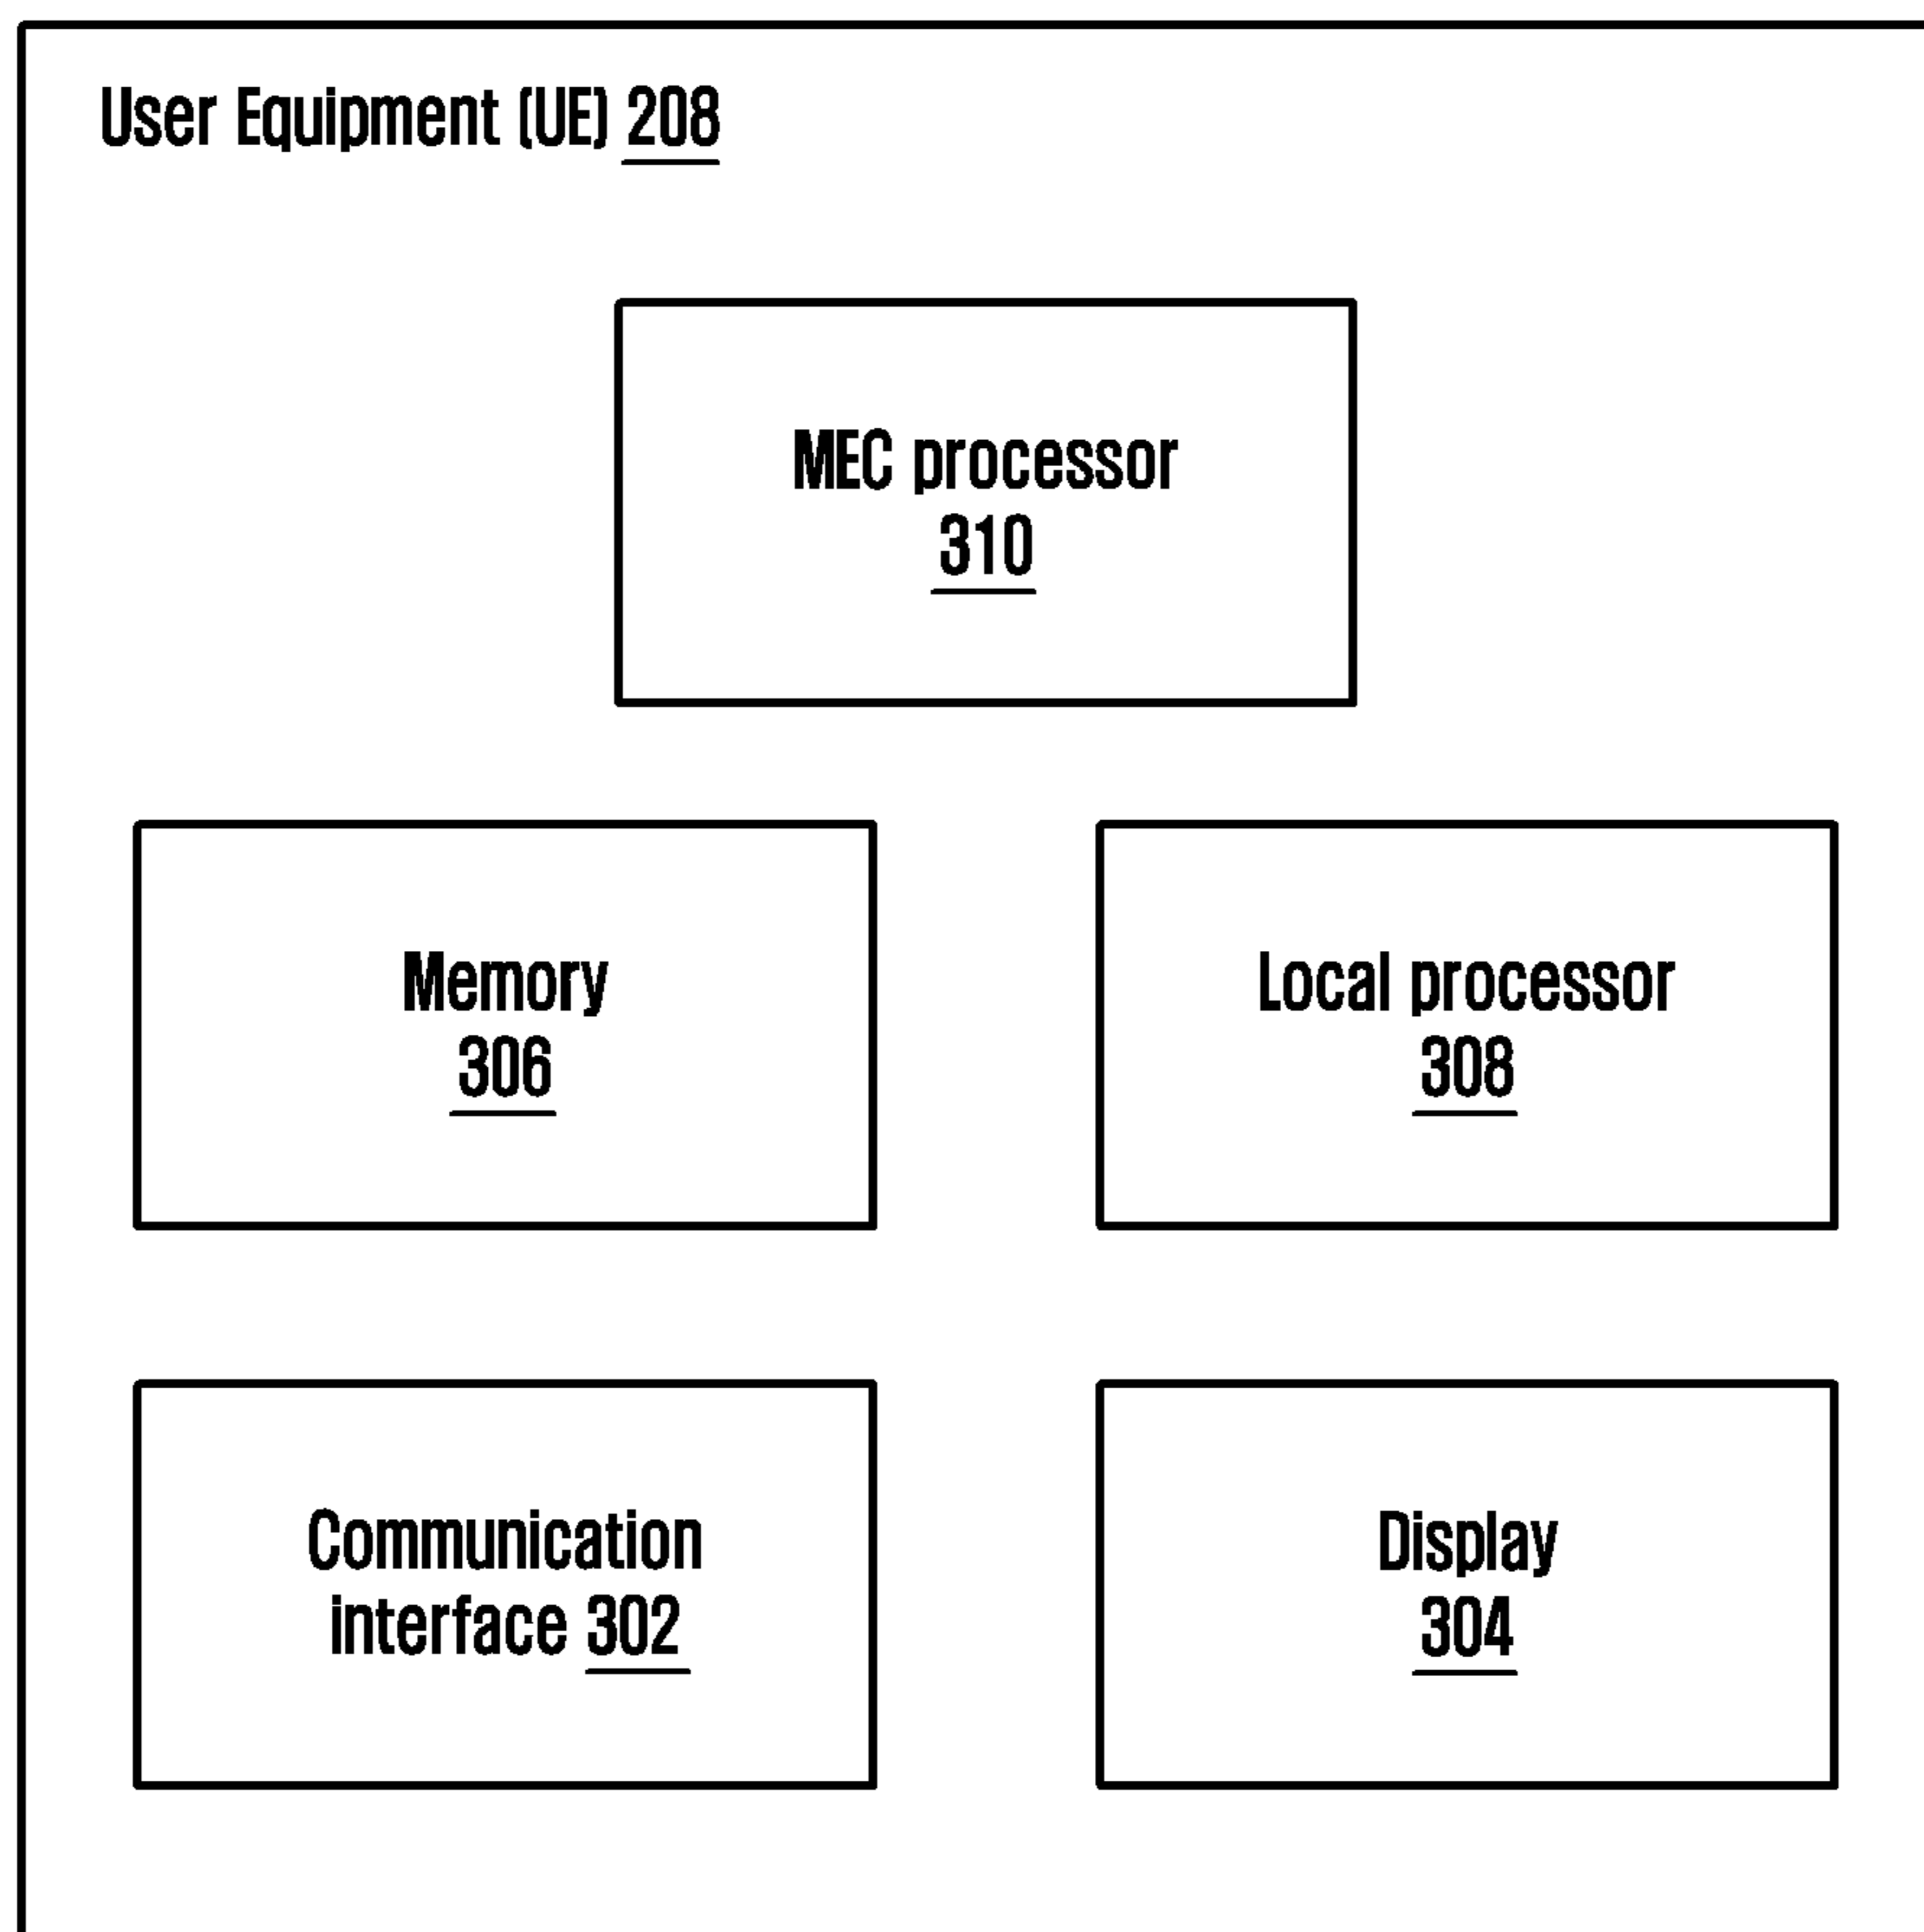 User Equipment (UE) 208
MEC processor
310
Memory
306
Local processor
308
Communication
interface 302
Display
304